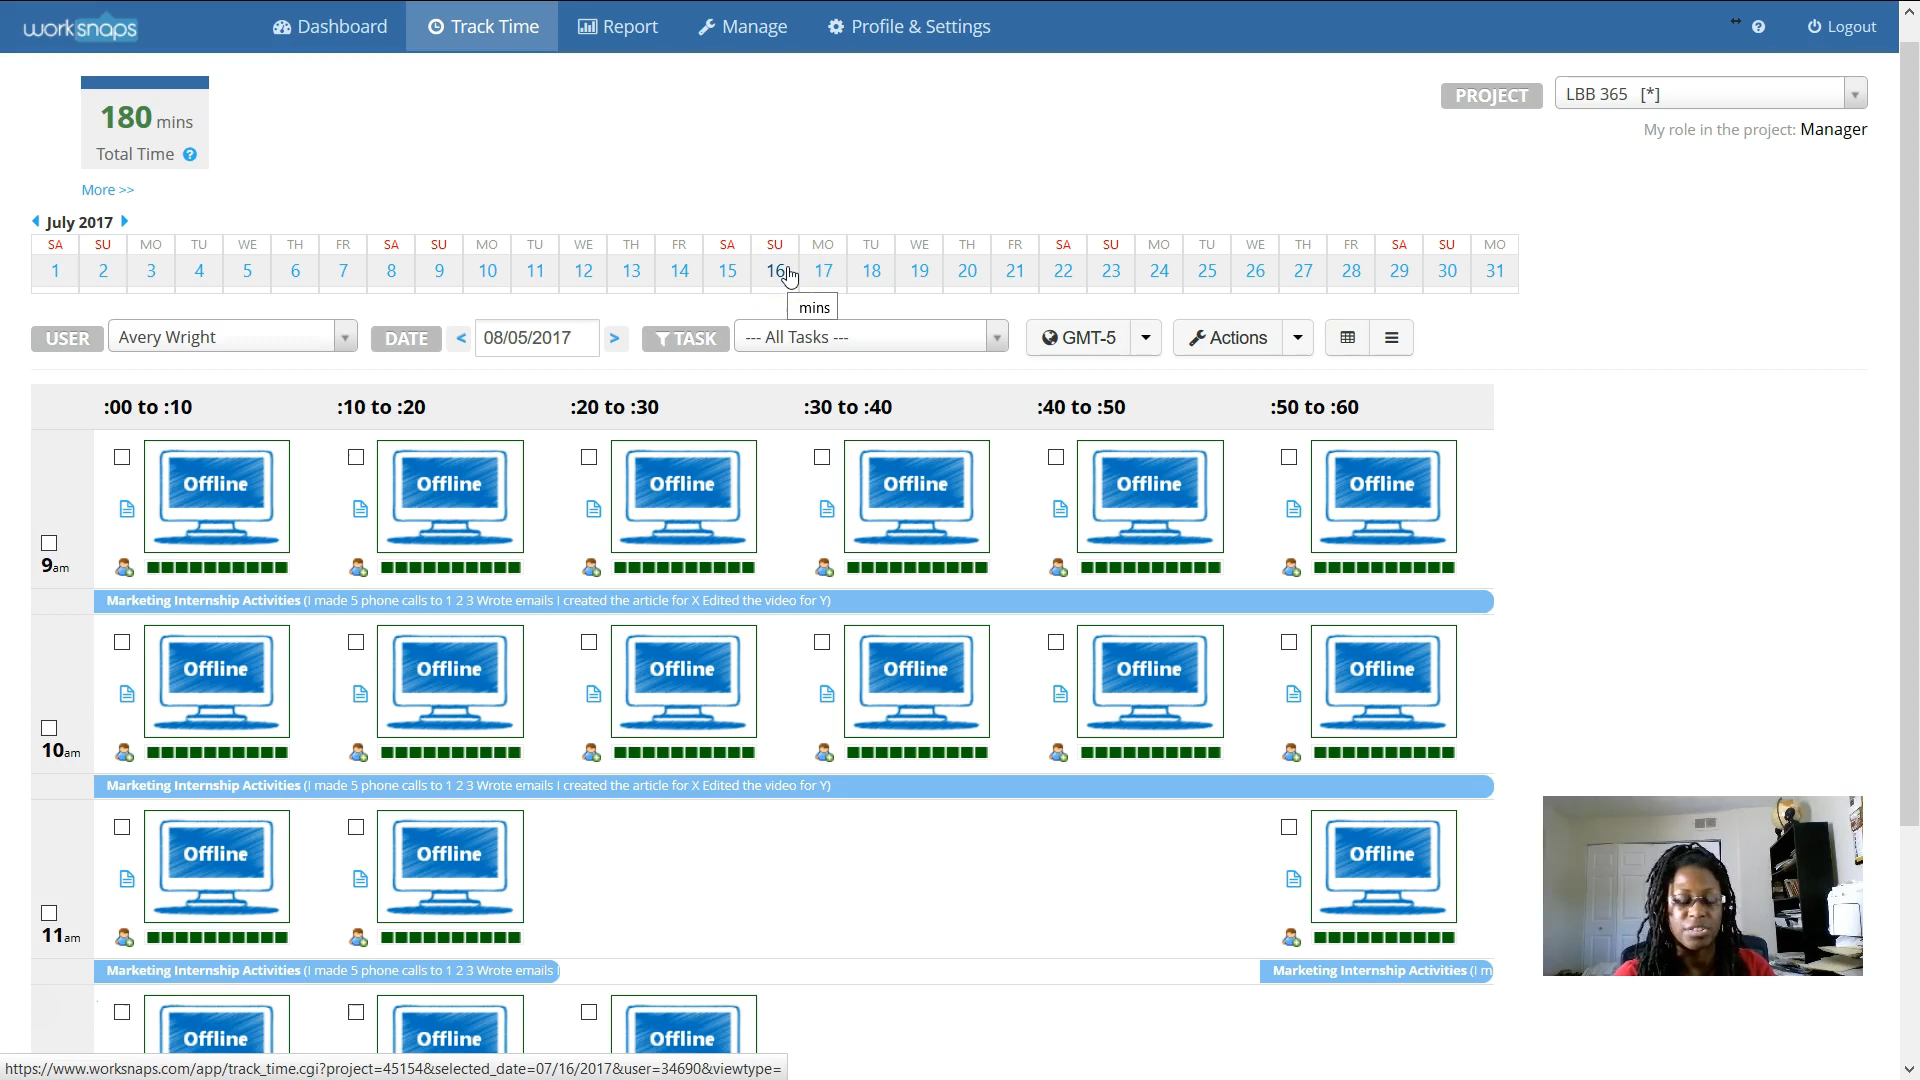 worksnaps Dashboard Track Time Report Manage Profile & Settings ? Logout
180 mins
Total Time ?
More >>
PROJECT LBB 365 [*]
My role in the project: Manager
July 2017
SA SU MO TU WE TH FR SA SU MO TU WE TH FR SA SU MO TU WE TH FR SA SU MO TU WE TH FR SA SU MO
1 2 3 4 5 6 7 8 9 10 11 12 13 14 15 16 17 18 19 20 21 22 23 24 25 26 27 28 29 30 31
mins
USER Avery Wright DATE < 08/05/2017 > TASK --- All Tasks --- GMT-5 Actions
:00 to :10 :10 to :20 :20 to :30 :30 to :40 :40 to :50 :50 to :60
Offline Offline Offline Offline Offline Offline
9am
Marketing Internship Activities (I made 5 phone calls to 1 2 3 Wrote emails I created the article for X Edited the video for Y)
Offline Offline Offline Offline Offline Offline
10am
Marketing Internship Activities (I made 5 phone calls to 1 2 3 Wrote emails I created the article for X Edited the video for Y)
Offline Offline Offline
11am
Marketing Internship Activities (I made 5 phone calls to 1 2 3 Wrote emails Marketing Internship Activities (I m
Offline Offline Offline
https://www.worksnaps.com/app/track_time.cgi?project=45154&selected_date=07/16/2017&user=34690&viewtype=